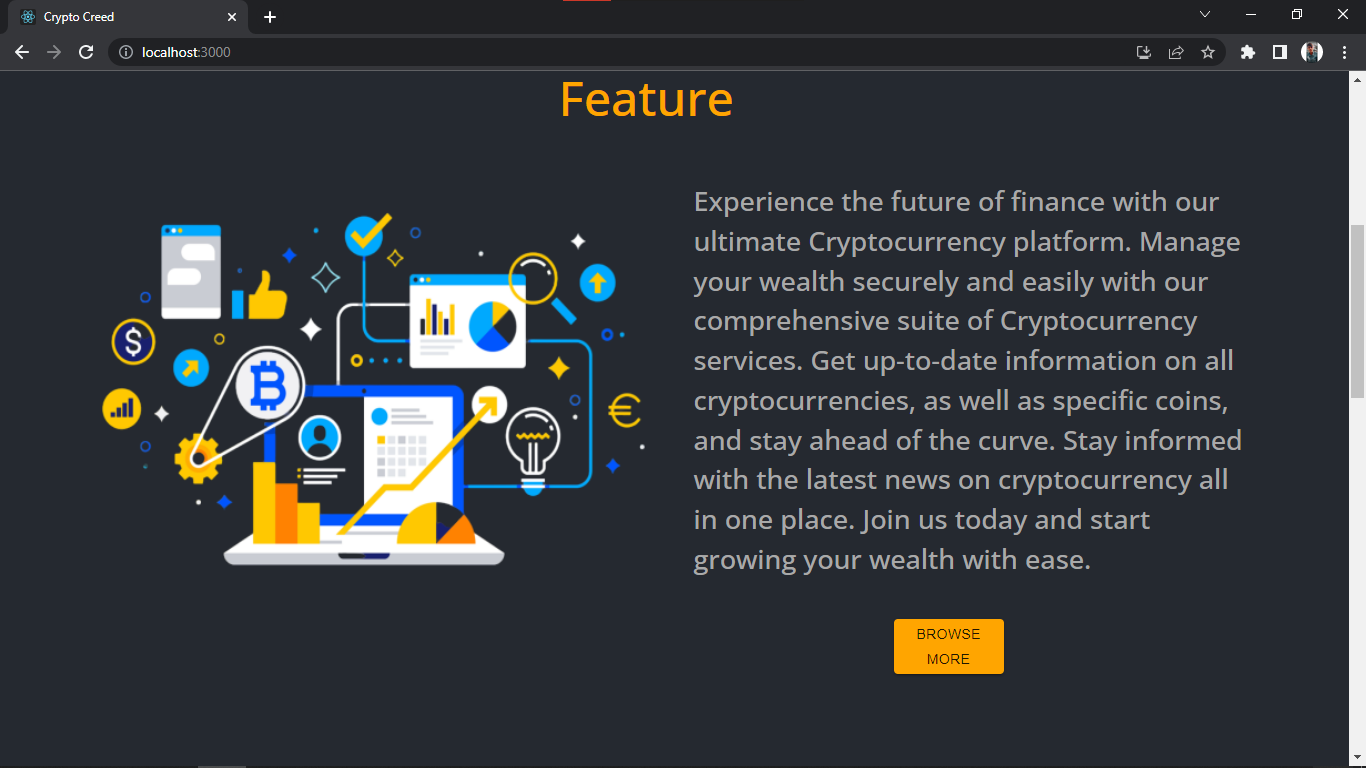 Crypto Creed
localhost:3000
Feature
Experience the future of finance with our
ultimate Cryptocurrency platform. Manage
your wealth securely and easily with our
comprehensive suite of Cryptocurrency
services. Get up-to-date information on all
cryptocurrencies, as well as specific coins,
and stay ahead of the curve. Stay informed
with the latest news on cryptocurrency all
in one place. Join us today and start
growing your wealth with ease.
BROWSE
MORE